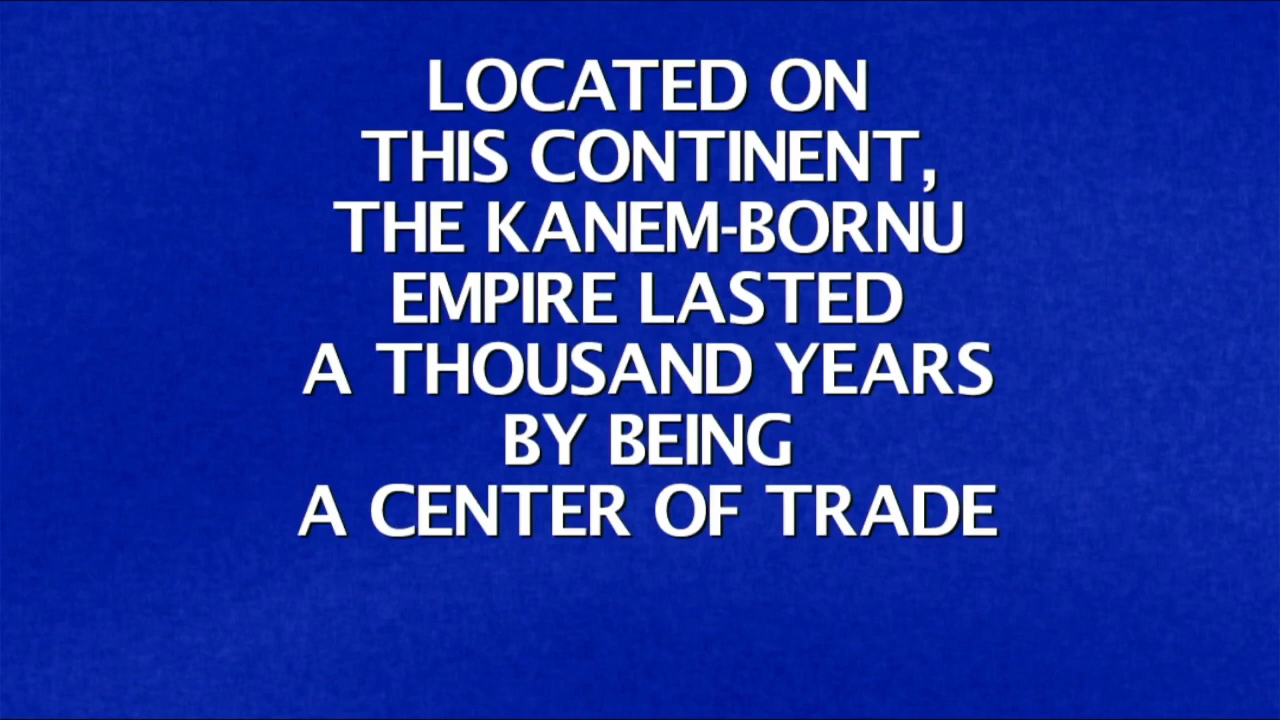 LOCATED ON
THIS CONTINENT,
THE KANEM-BORNU
EMPIRE LASTED
A THOUSAND YEARS
BY BEING
A CENTER OF TRADE